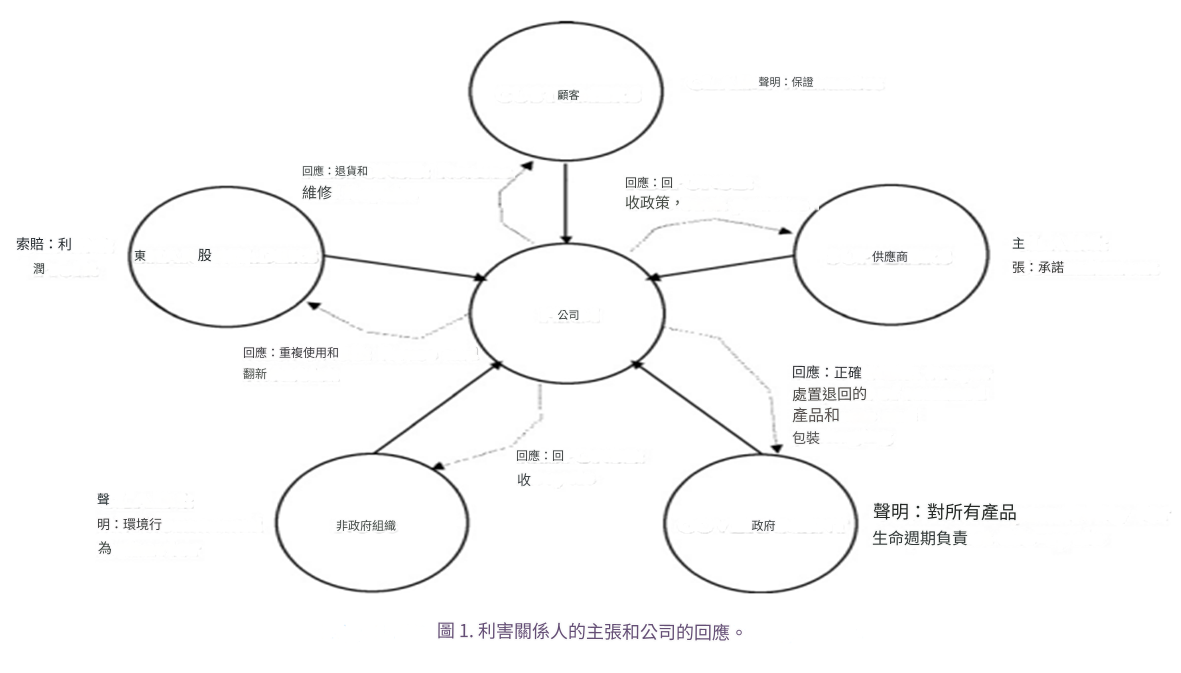 顧客
聲明：保證
回應：退貨和
維修
回應：回
收政策，
索賠：利
潤
東 股
供應商
主
張：承諾
公司
回應：重複使用和
翻新
回應：正確
處置退回的
產品和
包裝
回應：回
收
聲
明：環境行
為
非政府組織
政府
聲明：對所有產品
生命週期負責
圖 1. 利害關係人的主張和公司的回應。